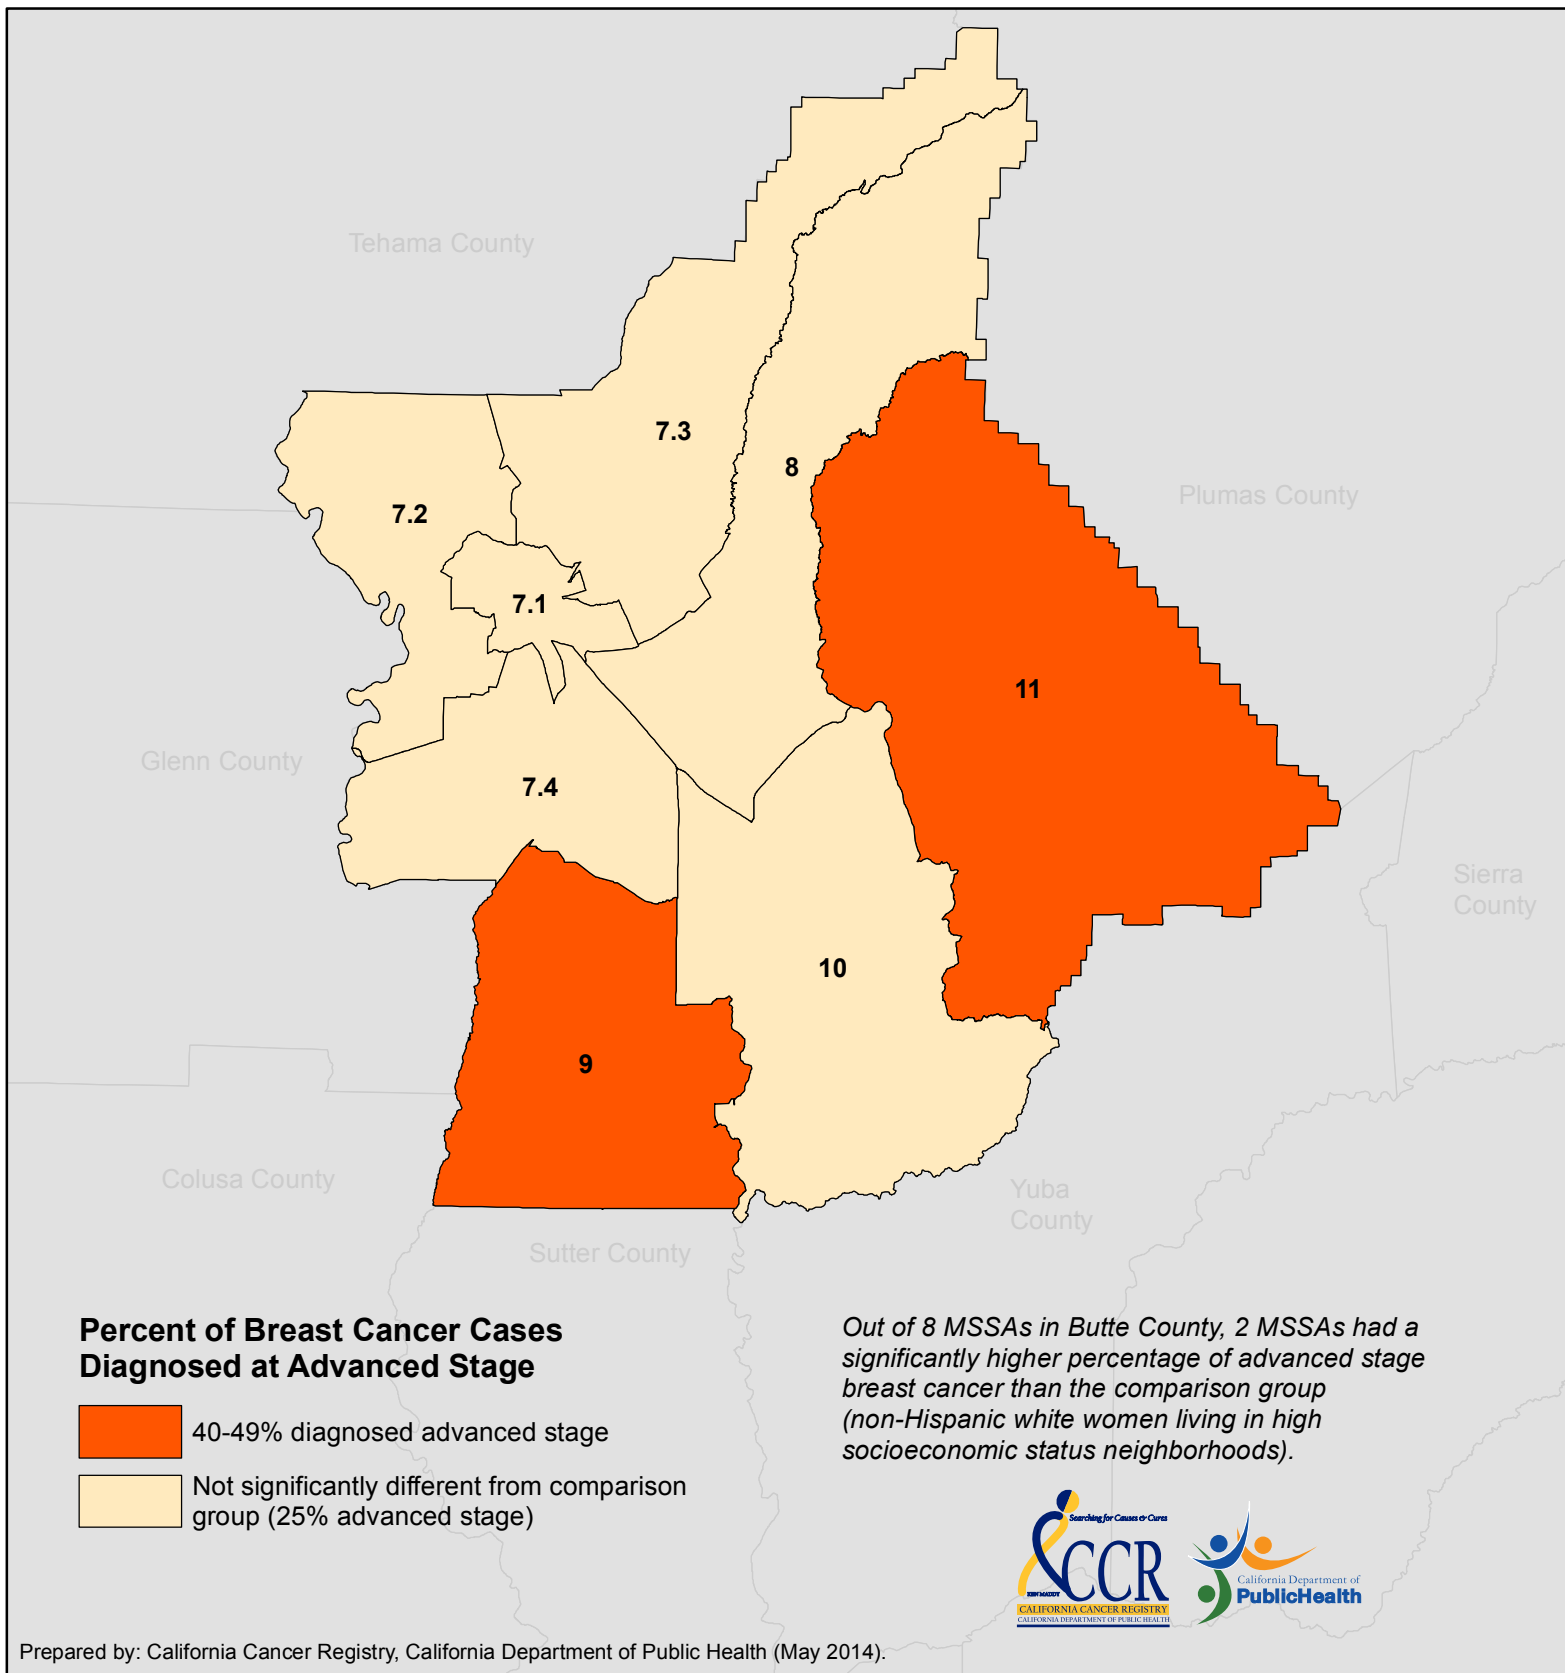 Tehama County
7.3
8
Plumas County
7.2
7.1
11
Glenn County
7.4
Sierra
County
10
9
Colusa County
Yuba
County
Sutter County
Percent of Breast Cancer Cases
Diagnosed at Advanced Stage
40-49% diagnosed advanced stage
Not significantly different from comparison
group (25% advanced stage)
Out of 8 MSSAs in Butte County, 2 MSSAs had a
significantly higher percentage of advanced stage
breast cancer than the comparison group
(non-Hispanic white women living in high
socioeconomic status neighborhoods).
Searching for Causes & Cures
CCR
KEN MADDY
CALIFORNIA CANCER REGISTRY
CALIFORNIA DEPARTMENT OF PUBLIC HEALTH
California Department of
PublicHealth
Prepared by: California Cancer Registry, California Department of Public Health (May 2014).